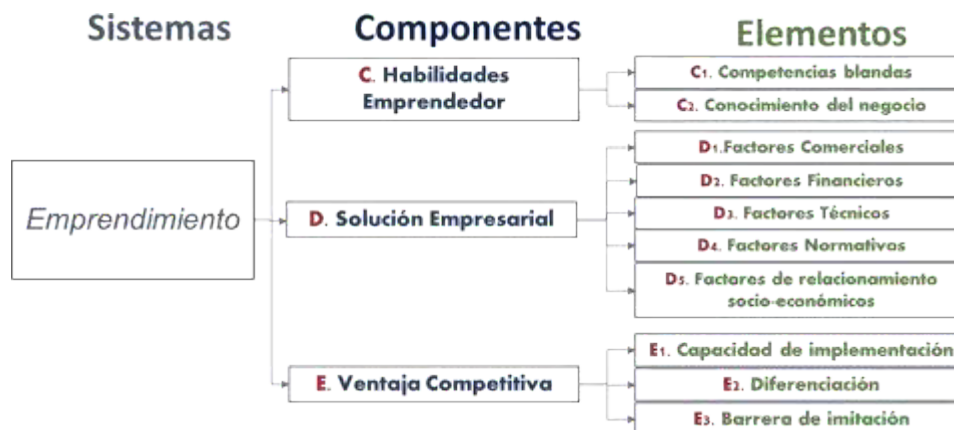 Sistemas
Componentes
Elementos
Emprendimiento
C. Habilidades
Emprendedor
C1. Competencias blandas
C2. Conocimiento del negocio
D. Solución Empresarial
D1.Factores Comerciales
D2. Factores Financieros
D3. Factores Técnicos
D4. Factores Normativos
D5. Factores de relacionamiento
socio-económicos
E. Ventaja Competitiva
E1. Capacidad de implementación
E2. Diferenciación
E3. Barrera de imitación